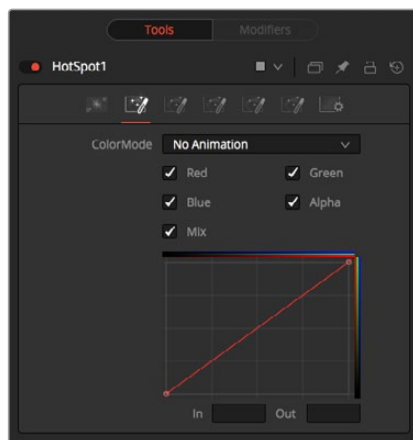 Tools Modifiers
HotSpot1
ColorMode No Animation
Red Green
Blue Alpha
Mix
In Out